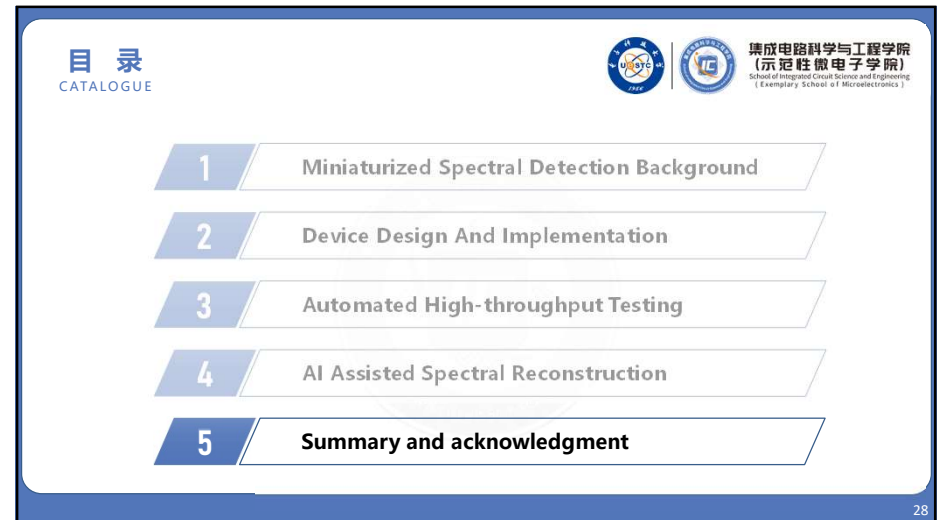 目 录
CATALOGUE
UESTC
1956
IC
集成电路科学与工程学院
(示范性微电子学院)
School of Integrated Circuit Science and Engineering
( Exemplary School of Microelectronics )
1 Miniaturized Spectral Detection Background
2 Device Design And Implementation
3 Automated High-throughput Testing
4 AI Assisted Spectral Reconstruction
5 Summary and acknowledgment
28